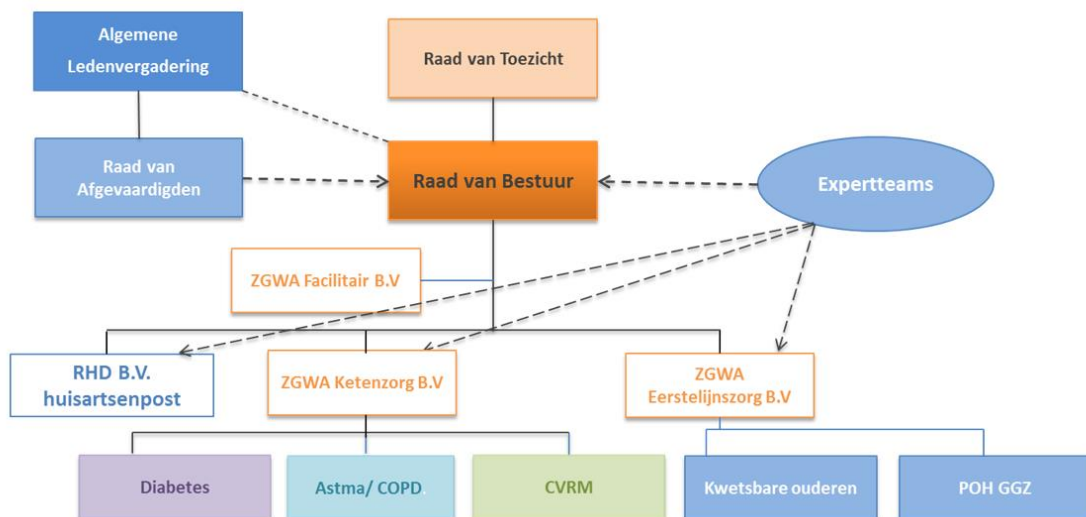 Algemene
Ledenvergadering
Raad van Toezicht
Raad van
Afgevaardigden
Raad van Bestuur
Expertteams
ZGWA Facilitair B.V
RHD B.V.
huisartsenpost
ZGWA Ketenzorg B.V
ZGWA
Eerstelijnszorg B.V
Diabetes
Astma/ COPD.
CVRM
Kwetsbare ouderen
POH GGZ